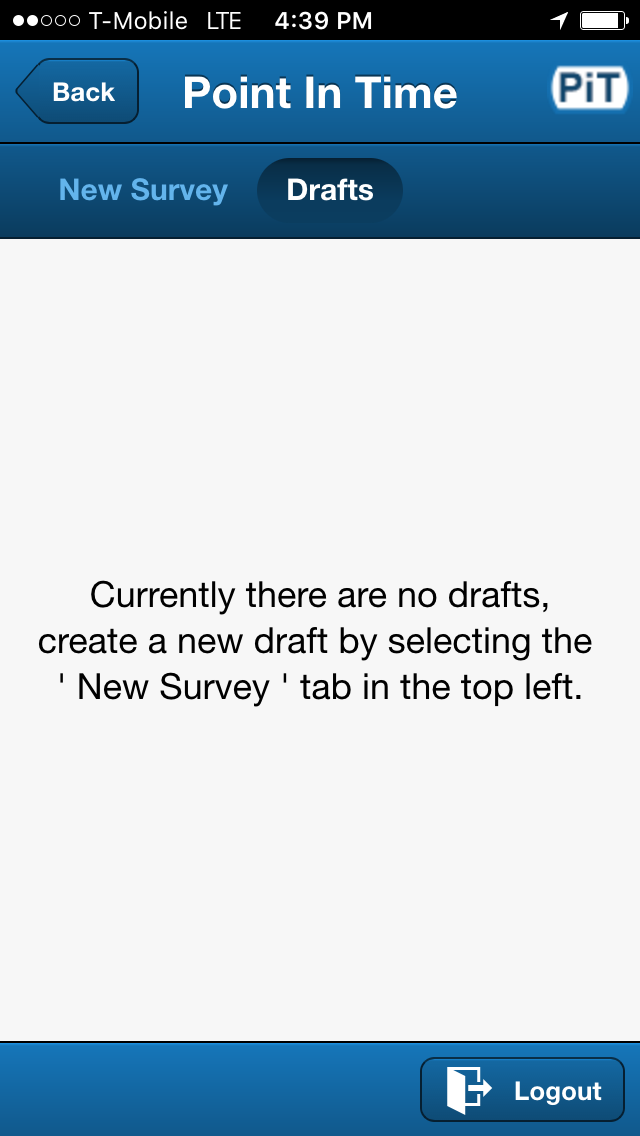 T-Mobile LTE 4:39 PM
Back Point In Time PiT
New Survey Drafts
Currently there are no drafts,
create a new draft by selecting the
' New Survey ' tab in the top left.
Logout